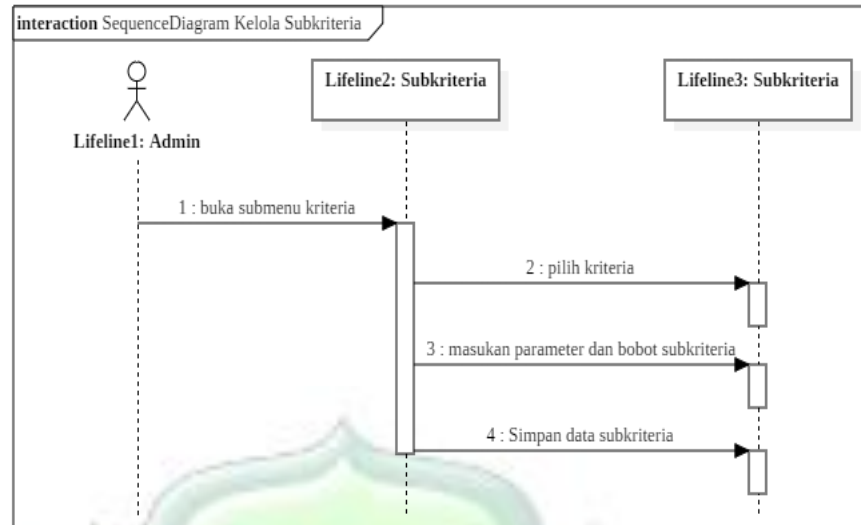 interaction SequenceDiagram Kelola Subkriteria
Lifeline1: Admin
Lifeline2: Subkriteria
Lifeline3: Subkriteria
1 : buka submenu kriteria
2 : pilih kriteria
3 : masukan parameter dan bobot subkriteria
4 : Simpan data subkriteria